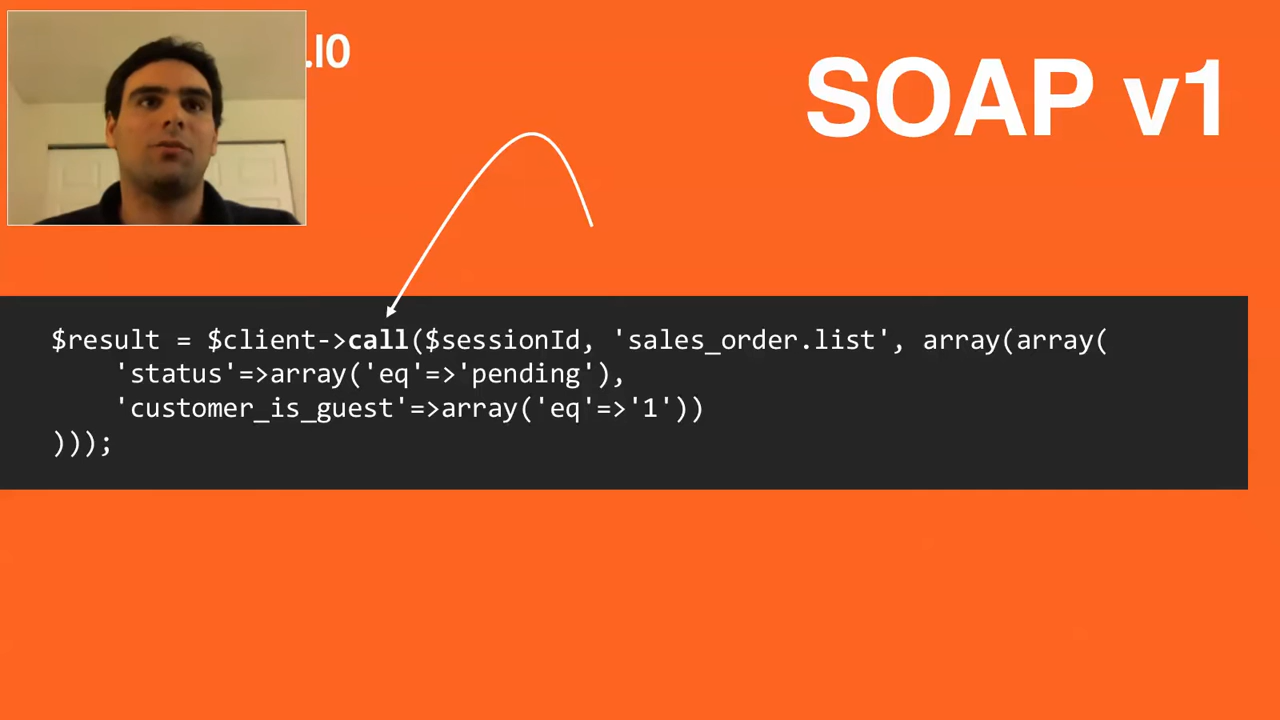 .IO
SOAP v1
$result = $client->call($sessionId, 'sales_order.list', array(array(
'status'=>array('eq'=>'pending'),
'customer_is_guest'=>array('eq'=>'1'))
)));